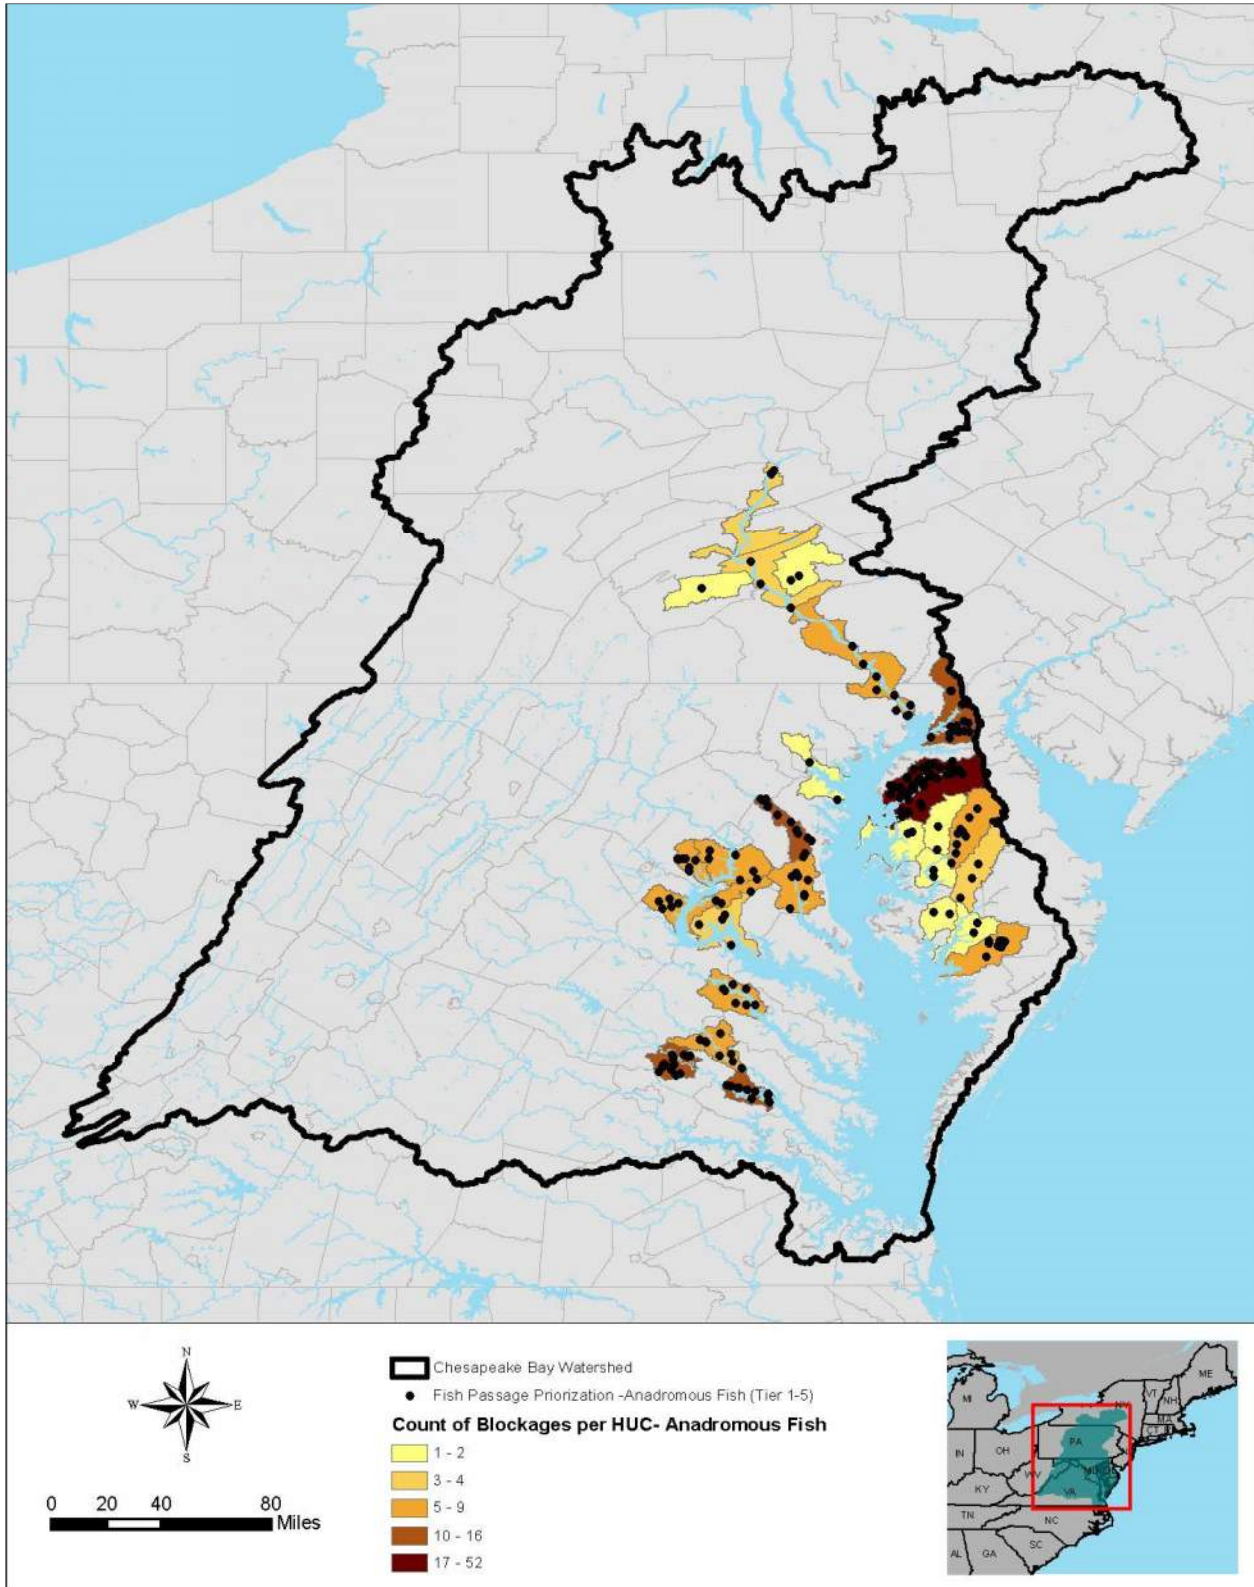 N
W E
S
0 20 40 80
Miles
Chesapeake Bay Watershed
Fish Passage Priorization -Anadromous Fish (Tier 1-5)
Count of Blockages per HUC- Anadromous Fish
1 - 2
3 - 4
5 - 9
10 - 16
17 - 52
ME
VT
NH
MI
NY
MA
CT
PA
IN
OH
WV
MD
KY
VA
TN
NC
SC
AL
GA